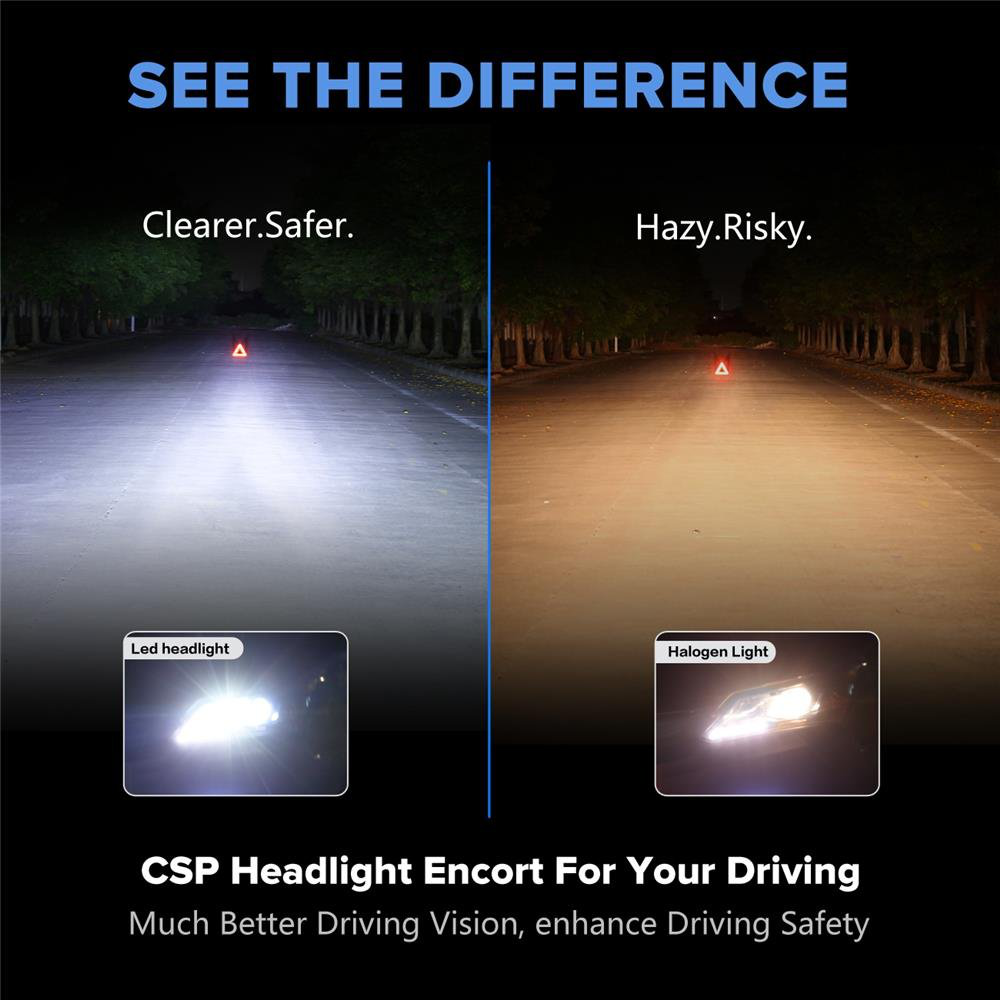 SEE THE DIFFERENCE
Clearer.Safer.
Hazy.Risky.
Led headlight
Halogen Light
CSP Headlight Encort For Your Driving
Much Better Driving Vision, enhance Driving Safety